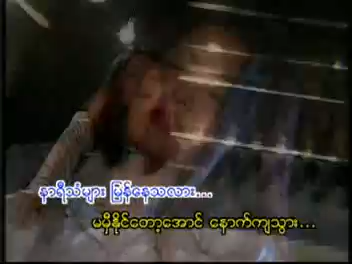 နာရီသံများ မြန်နေသလား...
မမှီနိုင်တော့အောင် နောက်ကျသွား...